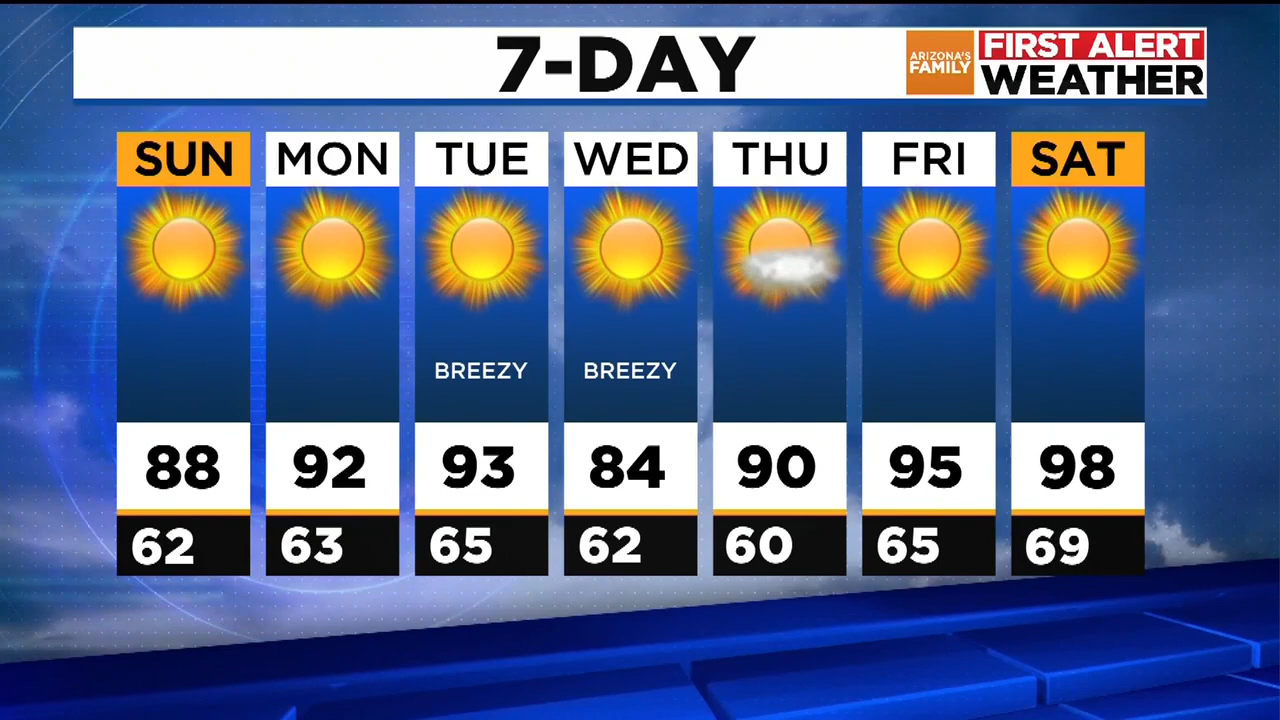 7-DAY
ARIZONA'S
FAMILY
FIRST ALERT
WEATHER
SUN MON TUE WED THU FRI SAT
BREEZY BREEZY
88 92 93 84 90 95 98
62 63 65 62 60 65 69